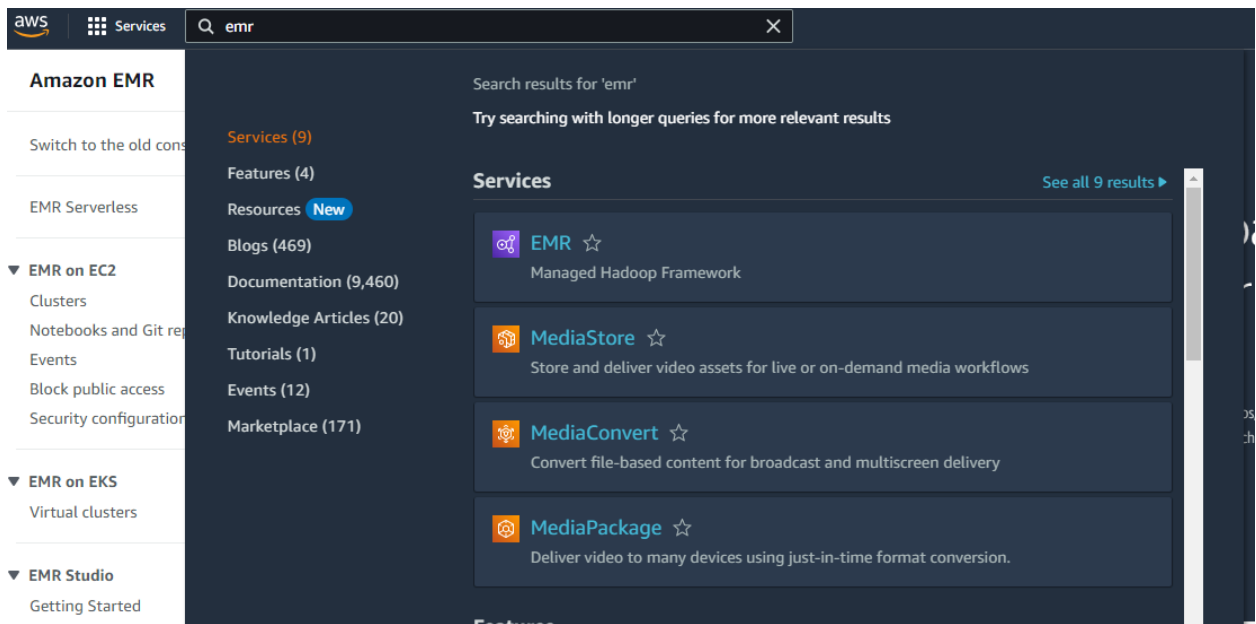 aws
Services
emr
Amazon EMR
Switch to the old cons
EMR Serverless
EMR on EC2
Clusters
Notebooks and Git rep
Events
Block public access
Security configuration
EMR on EKS
Virtual clusters
EMR Studio
Getting Started
Services (9)
Features (4)
Resources New
Blogs (469)
Documentation (9,460)
Knowledge Articles (20)
Tutorials (1)
Events (12)
Marketplace (171)
Search results for 'emr'
Try searching with longer queries for more relevant results
Services
See all 9 results
EMR
Managed Hadoop Framework
MediaStore
Store and deliver video assets for live or on-demand media workflows
MediaConvert
Convert file-based content for broadcast and multiscreen delivery
MediaPackage
Deliver video to many devices using just-in-time format conversion.
Features